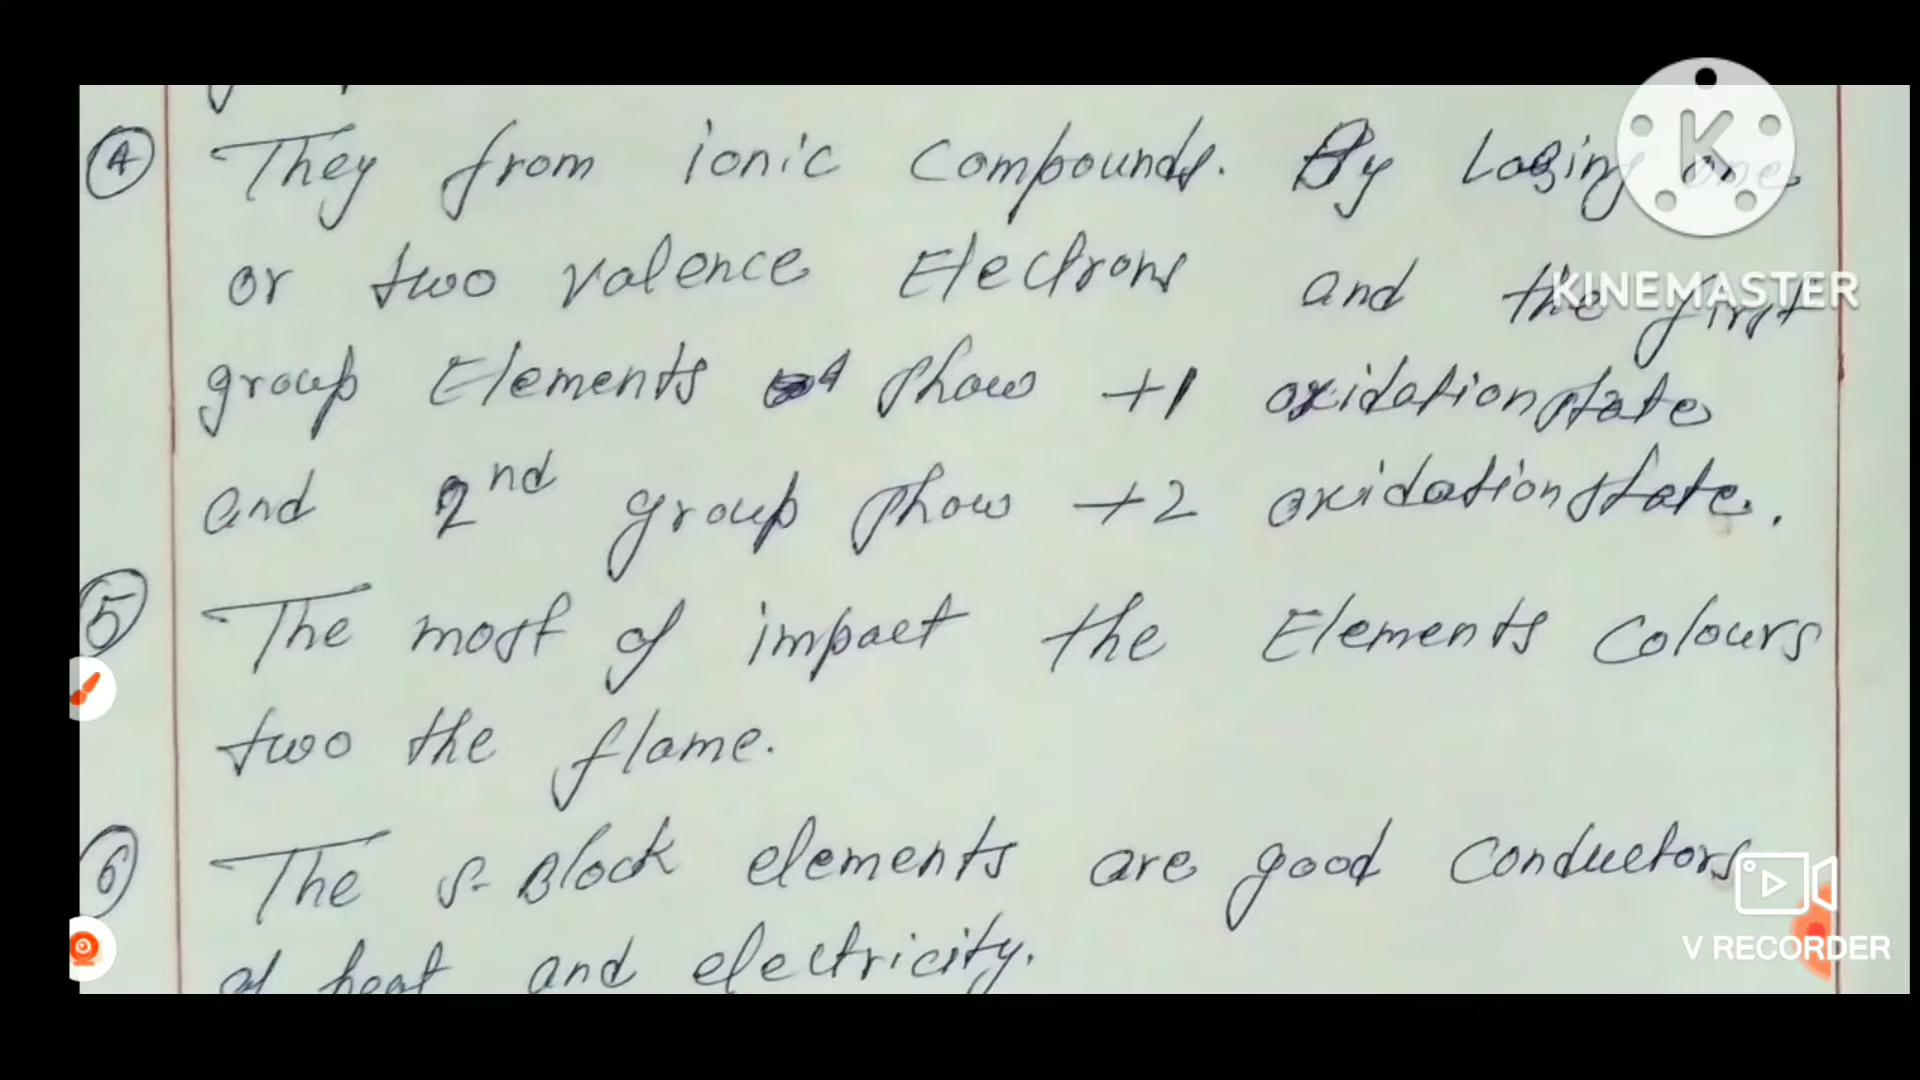 ④ They from ionic compounds. By Losing one
or two valence Electrons and the first
group Elements show +1 oxidation state
and 2nd group show +2 oxidation state.
⑤ The most of impact the Elements colours
two the flame.
⑥ The s-Block elements are good conductors
of heat and electricity.
K
KINEMASTER
V RECORDER